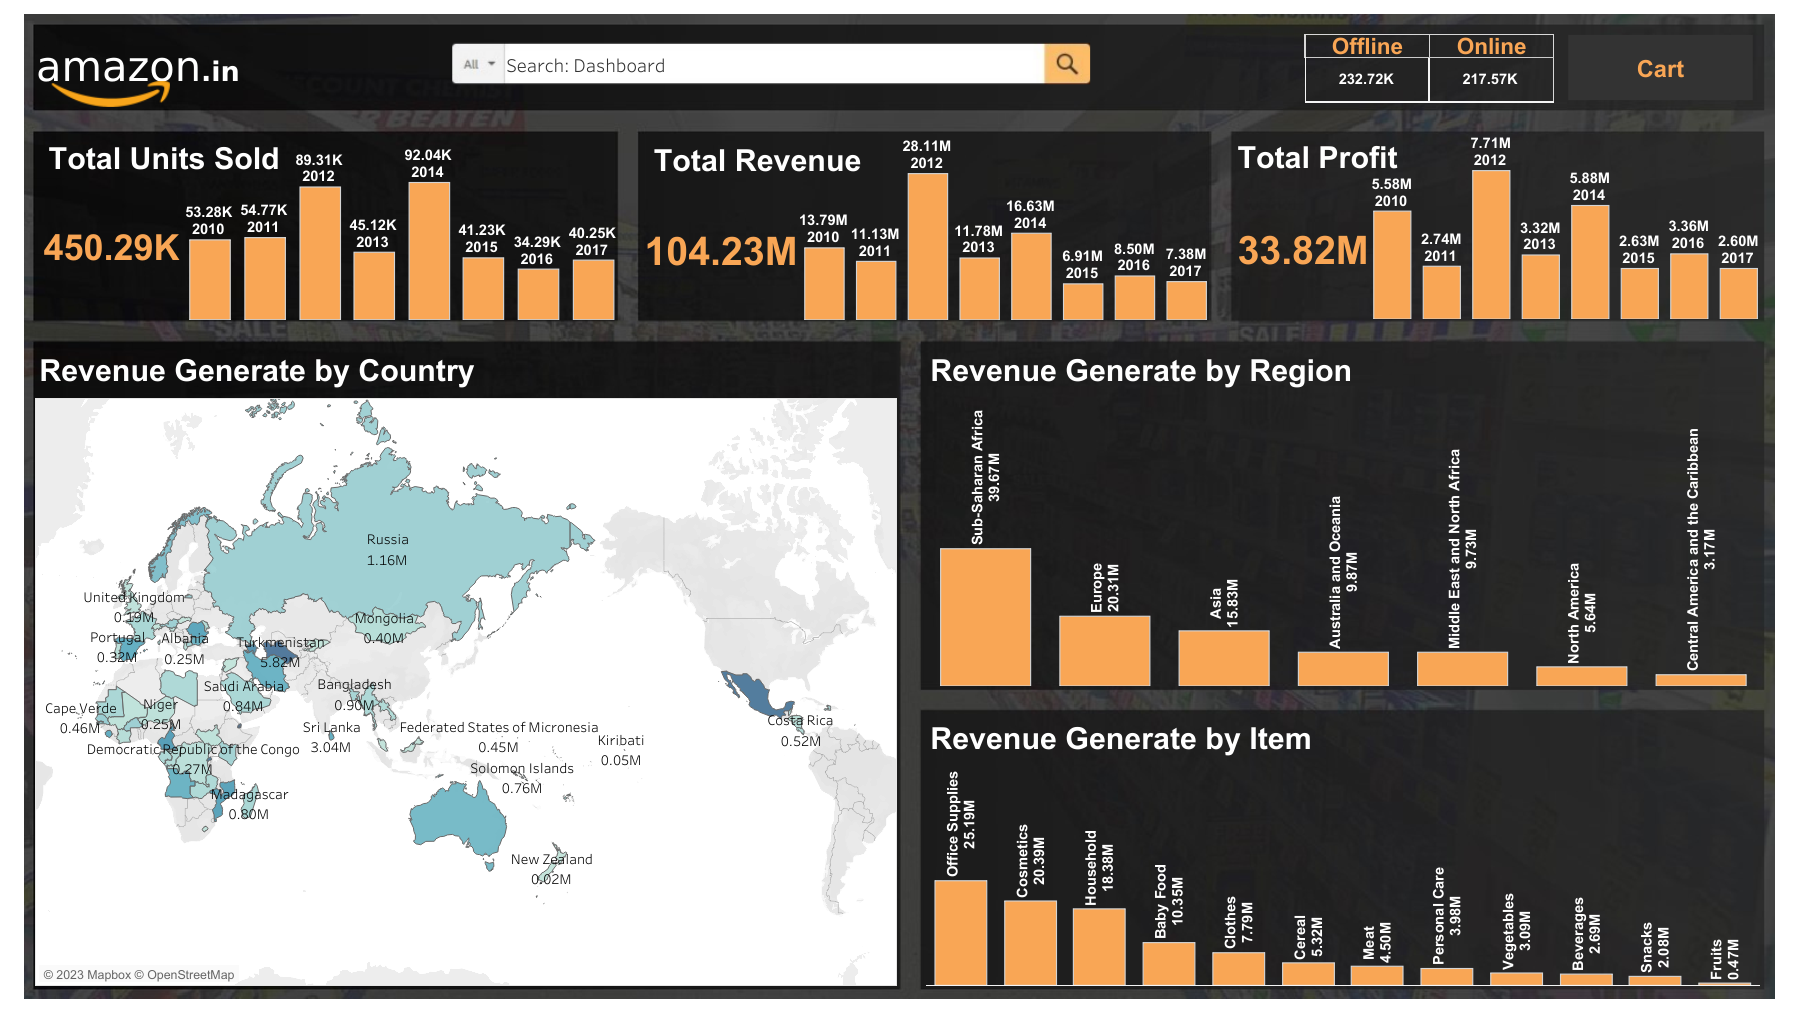 amazon.in
All
Search: Dashboard
Offline
Online
232.72K
217.57K
Cart
Total Units Sold
450.29K
53.28K
2010
54.77K
2011
89.31K
2012
45.12K
2013
92.04K
2014
41.23K
2015
34.29K
2016
40.25K
2017
Total Revenue
104.23M
13.79M
2010
11.13M
2011
28.11M
2012
11.78M
2013
16.63M
2014
6.91M
2015
8.50M
2016
7.38M
2017
Total Profit
33.82M
5.58M
2010
2.74M
2011
7.71M
2012
3.32M
2013
5.88M
2014
2.63M
2015
3.36M
2016
2.60M
2017
Revenue Generate by Country
Russia
1.16M
United Kingdom
0.19M
Portugal
0.32M
Albania
0.25M
Turkmenistan
5.82M
Mongolia
0.40M
Saudi Arabia
0.84M
Bangladesh
0.90M
Cape Verde
0.46M
Niger
0.25M
Sri Lanka
3.04M
Federated States of Micronesia
0.45M
Kiribati
0.05M
Costa Rica
0.52M
Democratic Republic of the Congo
0.27M
Solomon Islands
0.76M
Madagascar
0.80M
New Zealand
0.02M
© 2023 Mapbox © OpenStreetMap
Revenue Generate by Region
Sub-Saharan Africa
39.67M
Europe
20.31M
Asia
15.83M
Australia and Oceania
9.87M
Middle East and North Africa
9.73M
North America
5.64M
Central America and the Caribbean
3.17M
Revenue Generate by Item
Office Supplies
25.19M
Cosmetics
20.39M
Household
18.38M
Baby Food
10.35M
Clothes
7.79M
Cereal
5.32M
Meat
4.50M
Personal Care
3.98M
Vegetables
3.09M
Beverages
2.69M
Snacks
2.08M
Fruits
0.47M